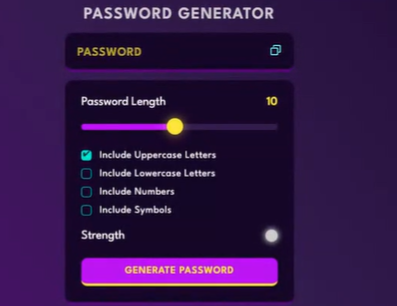 PASSWORD GENERATOR
PASSWORD
Password Length 10
Include Uppercase Letters
Include Lowercase Letters
Include Numbers
Include Symbols
Strength
GENERATE PASSWORD